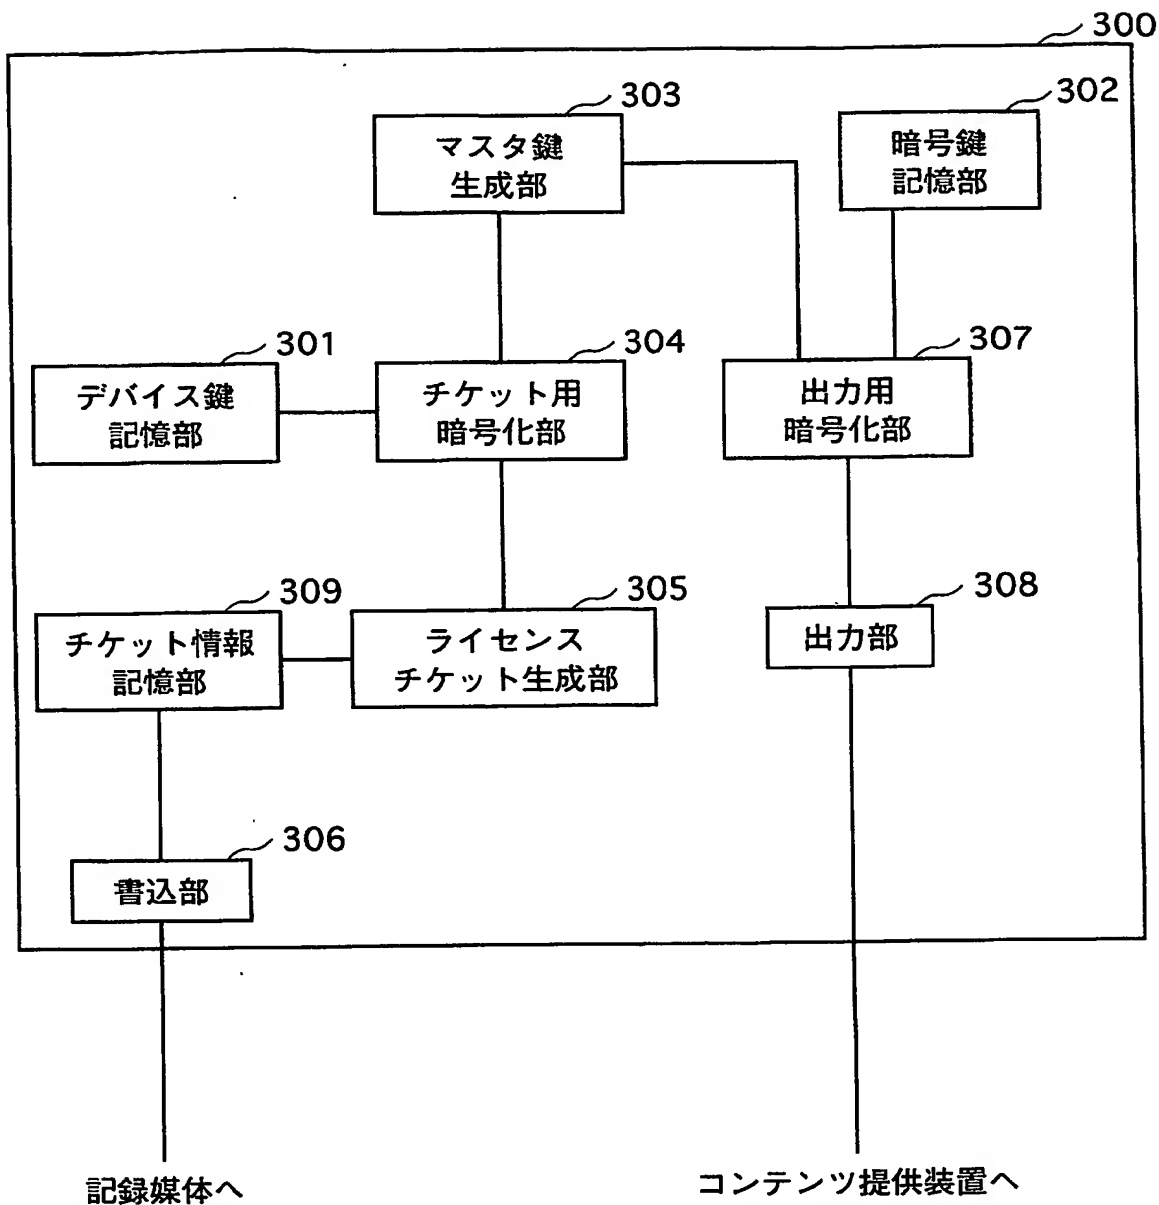 300
303
マスタ鍵
生成部
302
暗号鍵
記憶部
301
デバイス鍵
記憶部
304
チケット用
暗号化部
307
出力用
暗号化部
309
チケット情報
記憶部
305
ライセンス
チケット生成部
308
出力部
306
書込部
記録媒体へ
コンテンツ提供装置へ